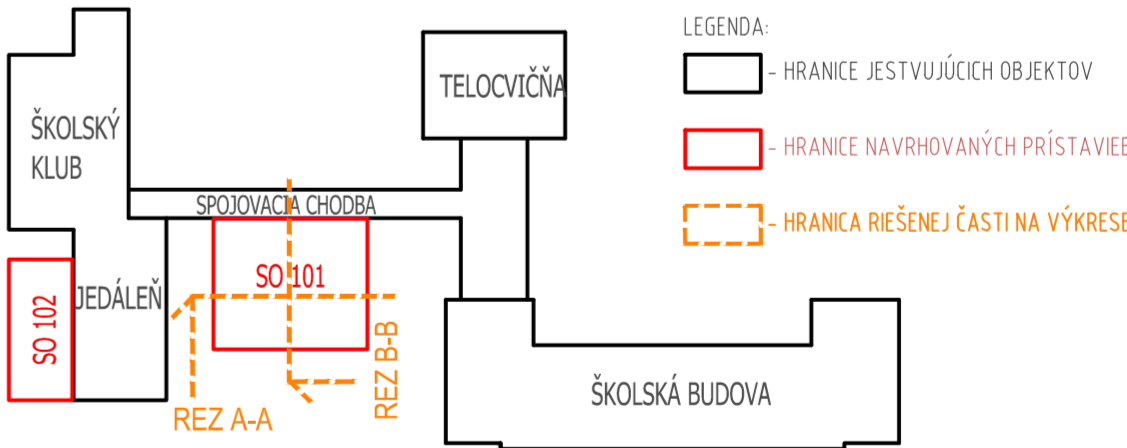 LEGENDA:
- HRANICE JESTVUJÚCICH OBJEKTOV
- HRANICE NAVRHOVANÝCH PRÍSTAVIEB
- HRANICA RIEŠENEJ ČASTI NA VÝKRESE
TELOCVIČŇA
ŠKOLSKÝ
KLUB
SPOJOVACIA CHODBA
SO 101
JEDÁLEŇ
SO 102
REZ B-B
REZ A-A
ŠKOLSKÁ BUDOVA